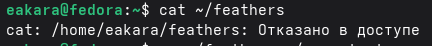 eakara@fedora:~$ cat ~/feathers
cat: /home/eakara/feathers: Отказано в доступе